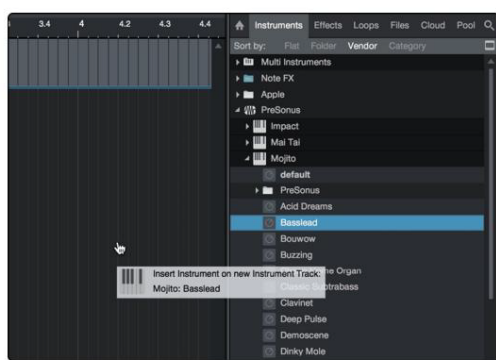 3.4 4 4.2 4.3 4.4
Instruments Effects Loops Files Cloud Pool
Sort by: Flat Folder Vendor Category
Multi Instruments
Note FX
Apple
PreSonus
Impact
Mai Tai
Mojito
default
PreSonus
Acid Dreams
Basslead
Bouwow
Buzzing
Insert Instrument on new Instrument Track:
Organ
Mojito: Basslead
Clavinet
Deep Pulse
Demoscene
Dinky Mole